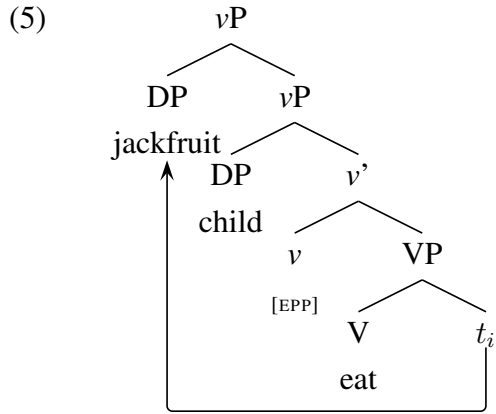 (5) vP
DP vP
jackfruit
DP v’
child
v VP
[EPP]
V t_i
eat